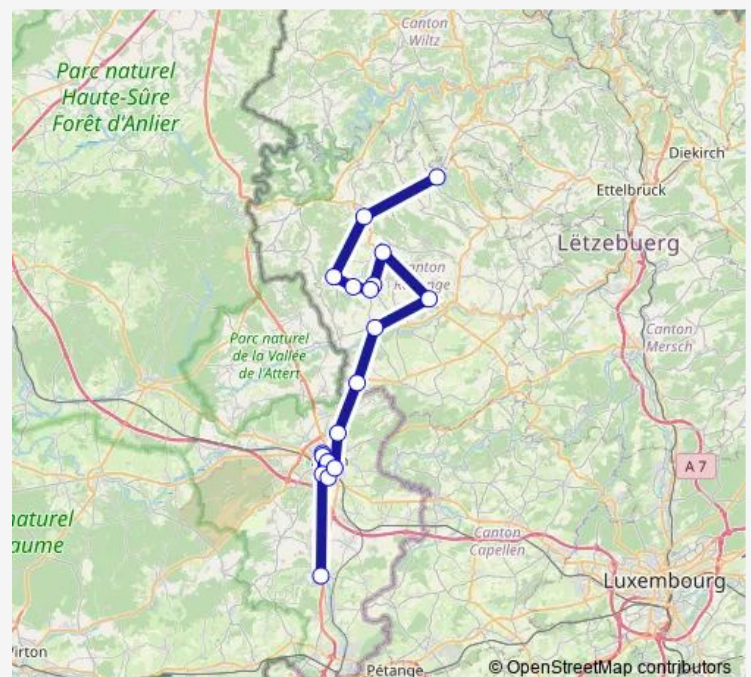 Canton
Wiltz
Parc naturel
Haute-Sûre
Forêt d'Anlier
Diekirch
Ettelbruck
Lëtzebuerg
Canton
Mersch
Parc naturel
de la Vallée
de l'Attert
A 7
naturel
aume
Canton
Capellen
Luxembourg
Virton
Pétange
© OpenStreetMap contributors